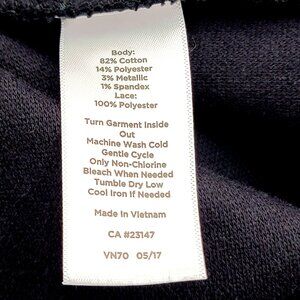 Body:
82% Cotton
14% Polyester
3% Metallic
1% Spandex
Lace:
100% Polyester
Turn Garment Inside
Out
Machine Wash Cold
Gentle Cycle
Only Non-Chlorine
Bleach When Needed
Tumble Dry Low
Cool Iron If Needed
Made In Vietnam
CA #23147
VN70 05/17